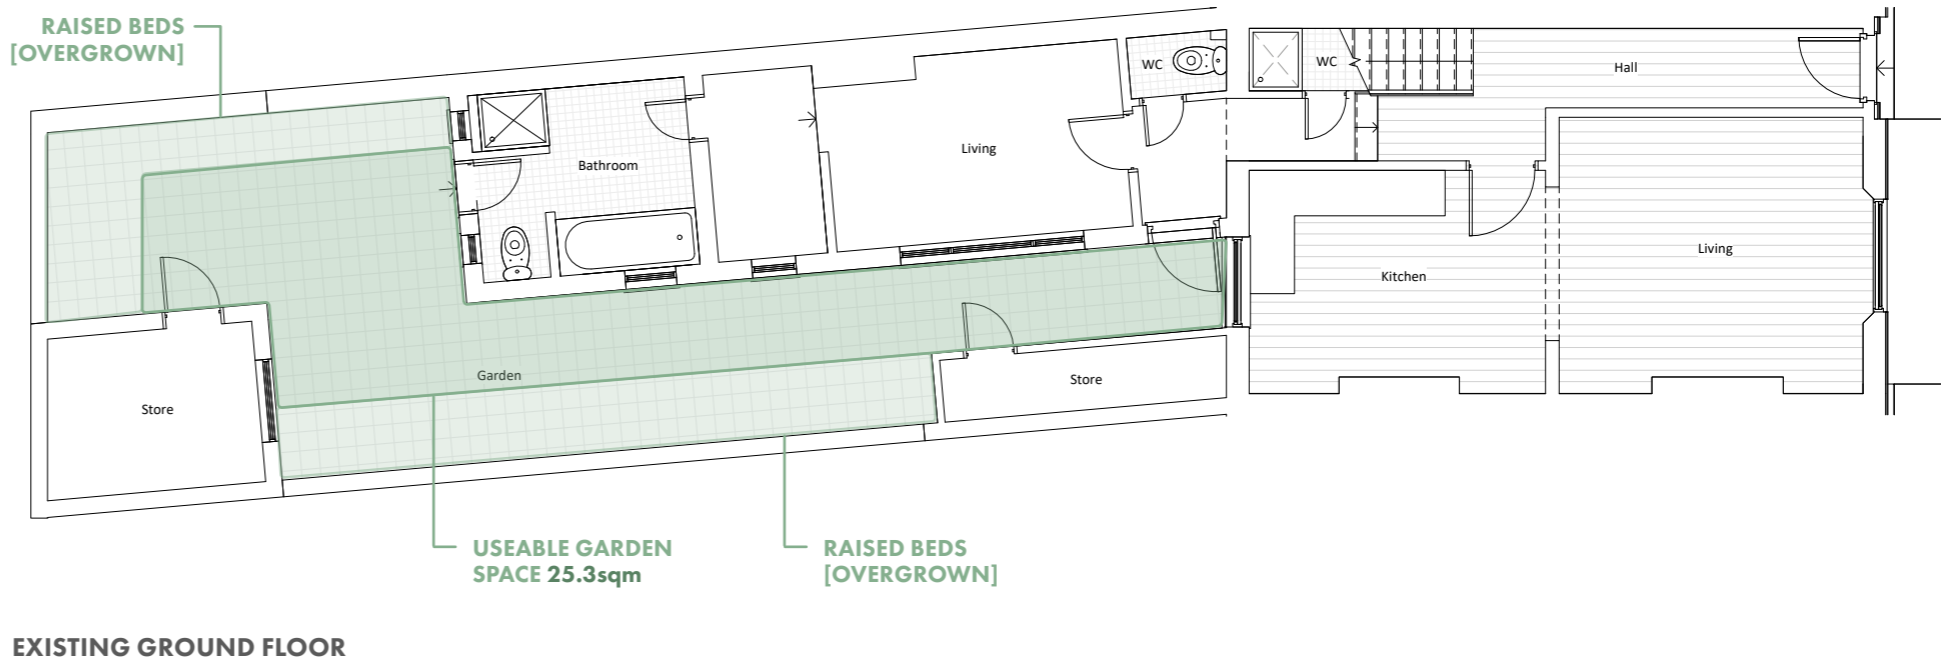 RAISED BEDS
[OVERGROWN]
WC
WC
Hall
Living
Bathroom
Living
Kitchen
Garden
Store
Store
USEABLE GARDEN
SPACE 25.3sqm
RAISED BEDS
[OVERGROWN]
EXISTING GROUND FLOOR